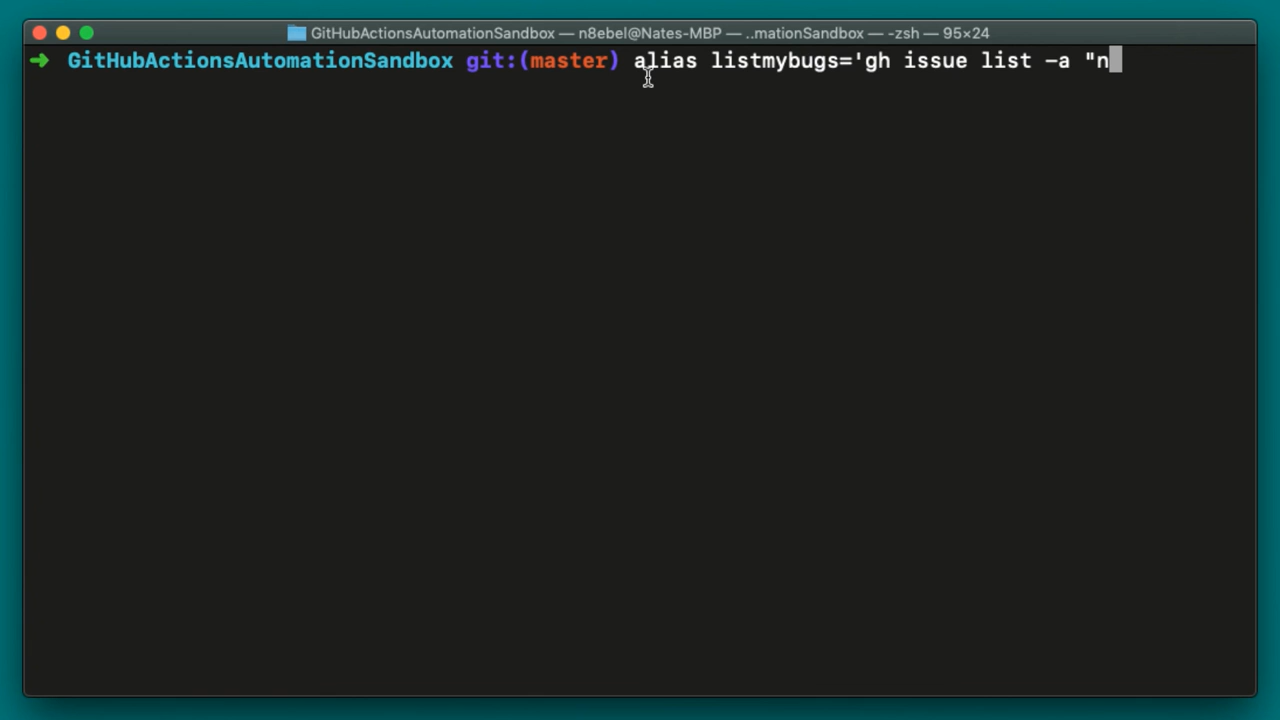 GitHubActionsAutomationSandbox — n8ebel@Nates-MBP — ..mationSandbox — -zsh — 95×24
➜ GitHubActionsAutomationSandbox git:(master) alias listmybugs='gh issue list -a "n